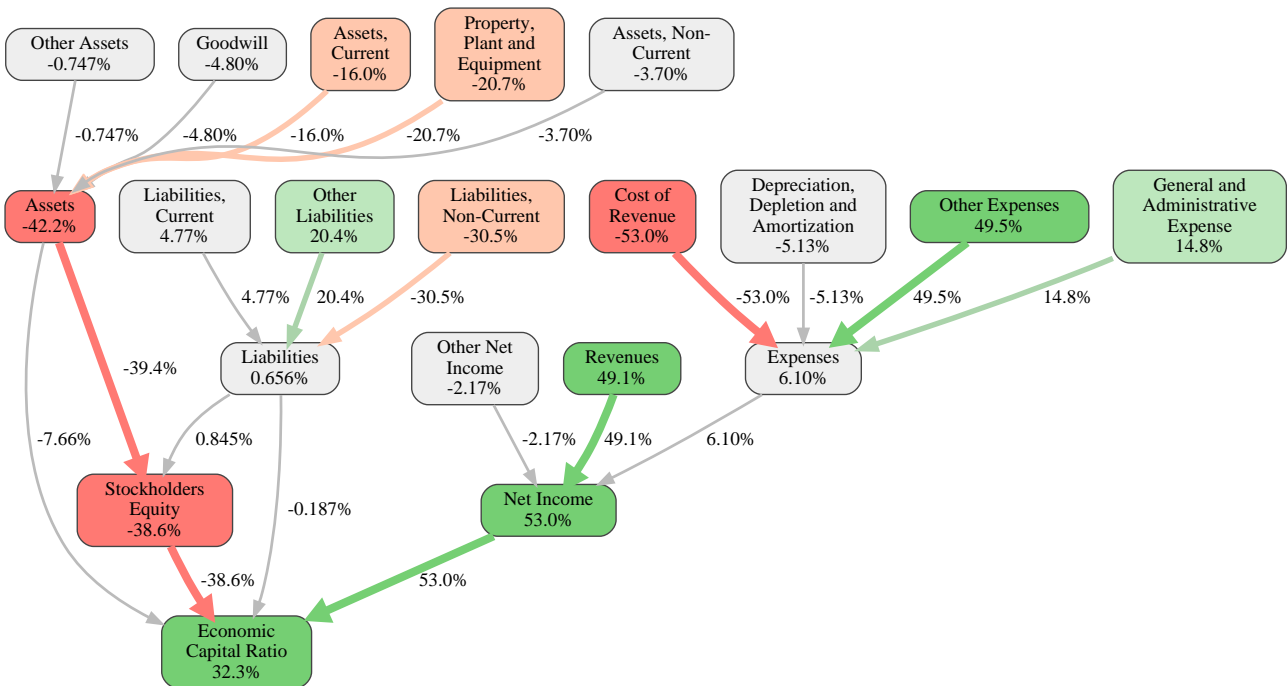 Other Assets
-0.747%
Goodwill
-4.80%
Assets,
Current
-16.0%
Property,
Plant and
Equipment
-20.7%
Assets, Non-
Current
-3.70%
-0.747%
-4.80%
-16.0%
-20.7%
-3.70%
Assets
-42.2%
Liabilities,
Current
4.77%
Other
Liabilities
20.4%
Liabilities,
Non-Current
-30.5%
Cost of
Revenue
-53.0%
Depreciation,
Depletion and
Amortization
-5.13%
Other Expenses
49.5%
General and
Administrative
Expense
14.8%
4.77%
20.4%
-30.5%
-53.0%
-5.13%
49.5%
14.8%
-39.4%
Liabilities
0.656%
Other Net
Income
-2.17%
Revenues
49.1%
Expenses
6.10%
-7.66%
0.845%
-2.17%
49.1%
6.10%
Stockholders
Equity
-38.6%
-0.187%
Net Income
53.0%
-38.6%
53.0%
Economic
Capital Ratio
32.3%